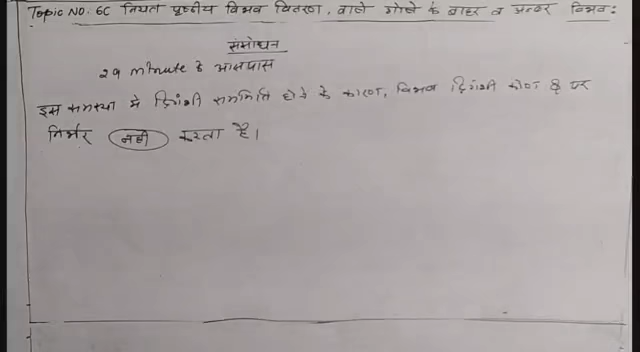 Topic NO. 6C नियत पृष्ठीय विभव वितरण, वाले गोले के बाहर व अन्दर विभव:
संसोधन
29 minute के आसपास
इस समस्या में दिगंशी सममिति होने के कारण, विभव दिगंशी कोण ϕ पर
निर्भर नही करता है।